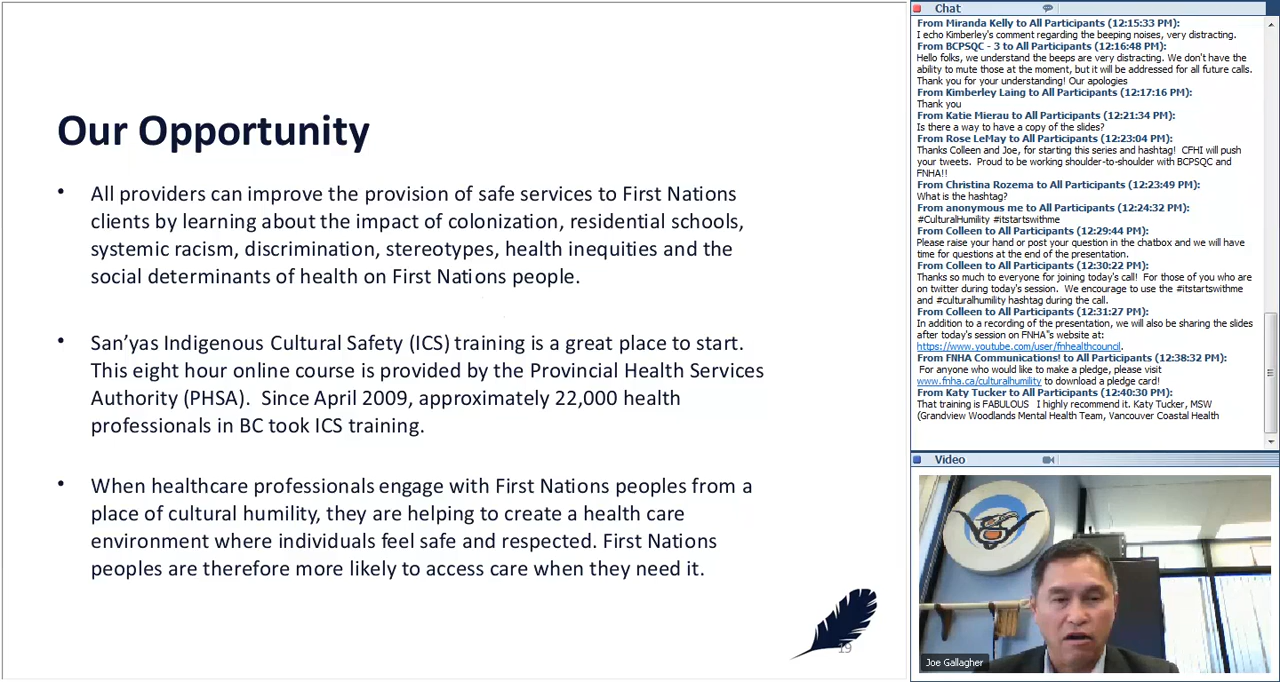 Our Opportunity
• All providers can improve the provision of safe services to First Nations
clients by learning about the impact of colonization, residential schools,
systemic racism, discrimination, stereotypes, health inequities and the
social determinants of health on First Nations people.
• San'yas Indigenous Cultural Safety (ICS) training is a great place to start.
This eight hour online course is provided by the Provincial Health Services
Authority (PHSA).  Since April 2009, approximately 22,000 health
professionals in BC took ICS training.
• When healthcare professionals engage with First Nations peoples from a
place of cultural humility, they are helping to create a health care
environment where individuals feel safe and respected. First Nations
peoples are therefore more likely to access care when they need it.
19
Chat
From Miranda Kelly to All Participants (12:15:33 PM):
I echo Kimberley's comment regarding the beeping noises, very distracting.
From BCPSQC - 3 to All Participants (12:16:48 PM):
Hello folks, we understand the beeps are very distracting. We don't have the
ability to mute those at the moment, but it will be addressed for all future calls.
Thank you for your understanding! Our apologies
From Kimberley Laing to All Participants (12:17:16 PM):
Thank you
From Katie Mierau to All Participants (12:21:34 PM):
Is there a way to have a copy of the slides?
From Rose LeMay to All Participants (12:23:04 PM):
Thanks Colleen and Joe, for starting this series and hashtag!  CFHI will push
your tweets.  Proud to be working shoulder-to-shoulder with BCPSQC and
FNHA!!
From Christina Rozema to All Participants (12:23:49 PM):
What is the hashtag?
From anonymous me to All Participants (12:24:32 PM):
#CulturalHumility #itstartswithme
From Colleen to All Participants (12:29:44 PM):
Please raise your hand or post your question in the chatbox and we will have
time for questions at the end of the presentation.
From Colleen to All Participants (12:30:22 PM):
Thanks so much to everyone for joining today's call!  For those of you who are
on twitter during today's session.  We encourage to use the #itstartswithme
and #culturalhumility hashtag during the call.
From Colleen to All Participants (12:31:27 PM):
In addition to a recording of the presentation, we will also be sharing the slides
after today's session on FNHA"s website at:
https://www.youtube.com/user/fnhealthcouncil.
From FNHA Communications! to All Participants (12:38:32 PM):
For anyone who would like to make a pledge, please visit
www.fnha.ca/culturalhumility to download a pledge card!
From Katy Tucker to All Participants (12:40:30 PM):
That training is FABULOUS   I highly recommend it. Katy Tucker, MSW
(Grandview Woodlands Mental Health Team, Vancouver Coastal Health
Video
Joe Gallagher